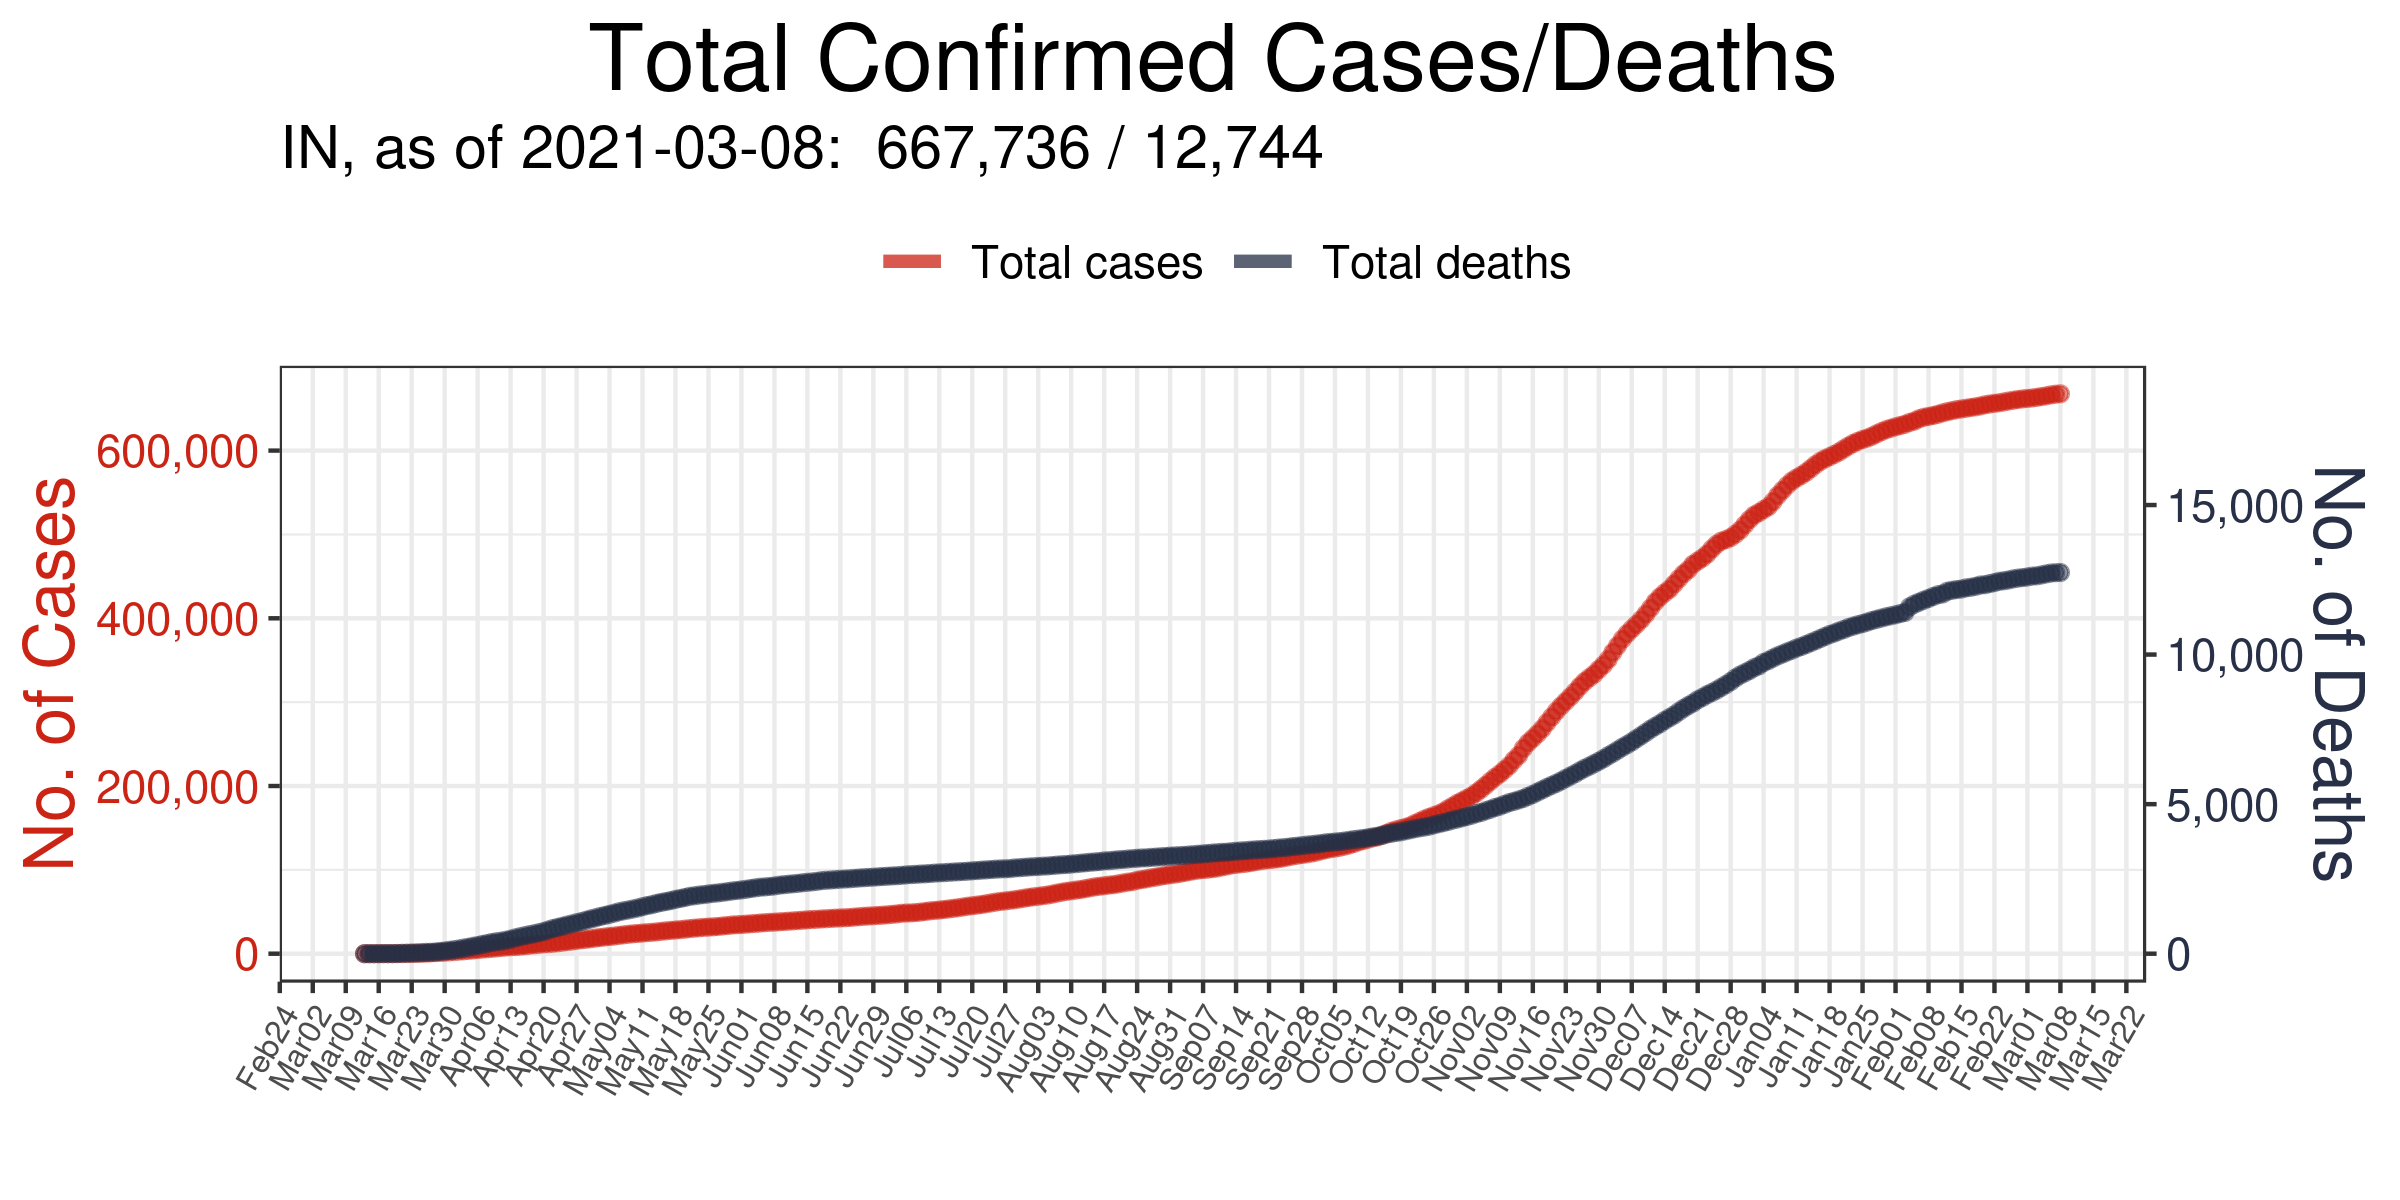 Total Confirmed Cases/Deaths
IN, as of 2021-03-08:  667,736 / 12,744
Total cases
Total deaths
No. of Cases
600,000
400,000
200,000
0
15,000
10,000
5,000
0
No. of Deaths
Feb24
Mar02
Mar09
Mar16
Mar23
Mar30
Apr06
Apr13
Apr20
Apr27
May04
May11
May18
May25
Jun01
Jun08
Jun15
Jun22
Jun29
Jul06
Jul13
Jul20
Jul27
Aug03
Aug10
Aug17
Aug24
Aug31
Sep07
Sep14
Sep21
Sep28
Oct05
Oct12
Oct19
Oct26
Nov02
Nov09
Nov16
Nov23
Nov30
Dec07
Dec14
Dec21
Dec28
Jan04
Jan11
Jan18
Jan25
Feb01
Feb08
Feb15
Feb22
Mar01
Mar08
Mar15
Mar22